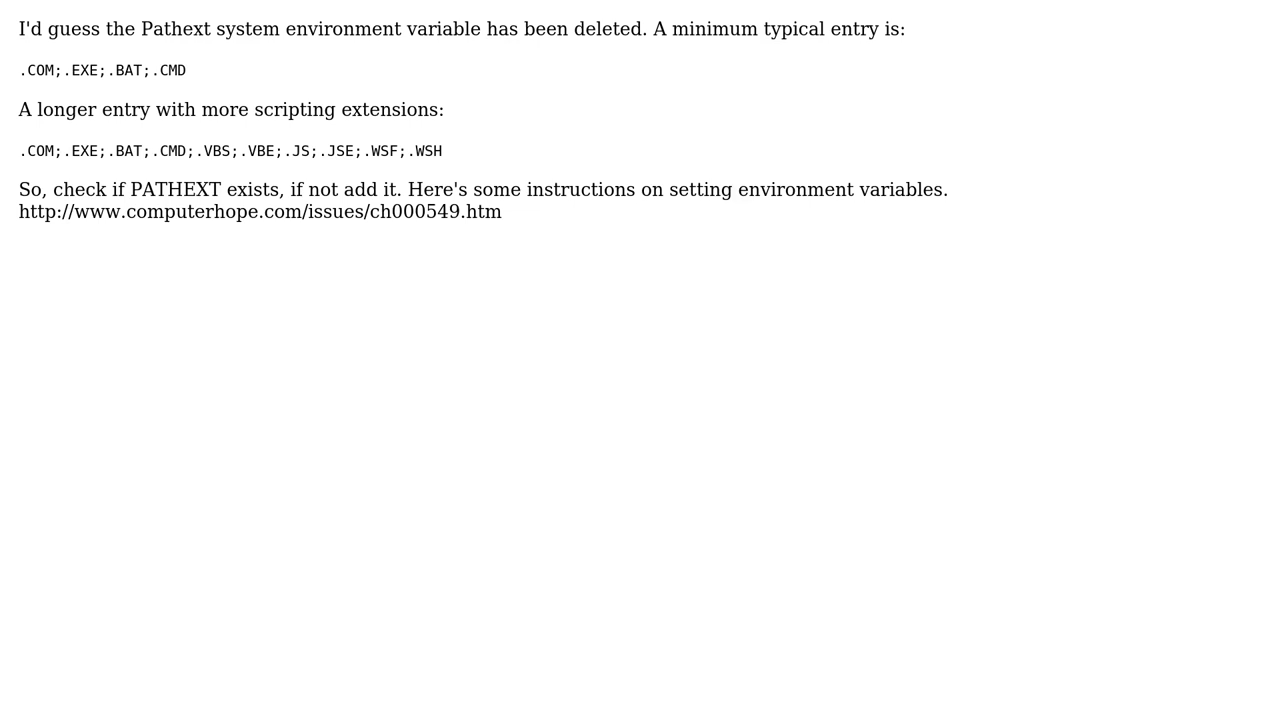 I'd guess the Pathext system environment variable has been deleted. A minimum typical entry is:
.COM;.EXE;.BAT;.CMD
A longer entry with more scripting extensions:
.COM;.EXE;.BAT;.CMD;.VBS;.VBE;.JS;.JSE;.WSF;.WSH
So, check if PATHEXT exists, if not add it. Here's some instructions on setting environment variables.
http://www.computerhope.com/issues/ch000549.htm